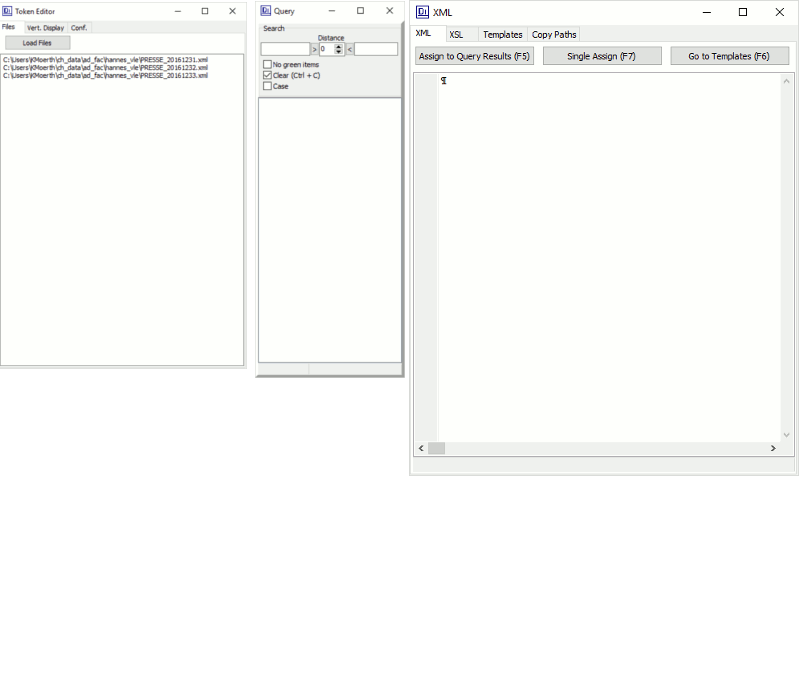 Token Editor
Files Vert. Display Conf.
Load Files
C:\Users\KMoerth\ch_data\ad_fac\hannes_vle\PRESSE_20161231.xml
C:\Users\KMoerth\ch_data\ad_fac\hannes_vle\PRESSE_20161232.xml
C:\Users\KMoerth\ch_data\ad_fac\hannes_vle\PRESSE_20161233.xml
Query
Search
Distance
> 0 <
No green items
Clear (Ctrl + C)
Case
XML
XML XSL Templates Copy Paths
Assign to Query Results (F5) Single Assign (F7) Go to Templates (F6)
¶